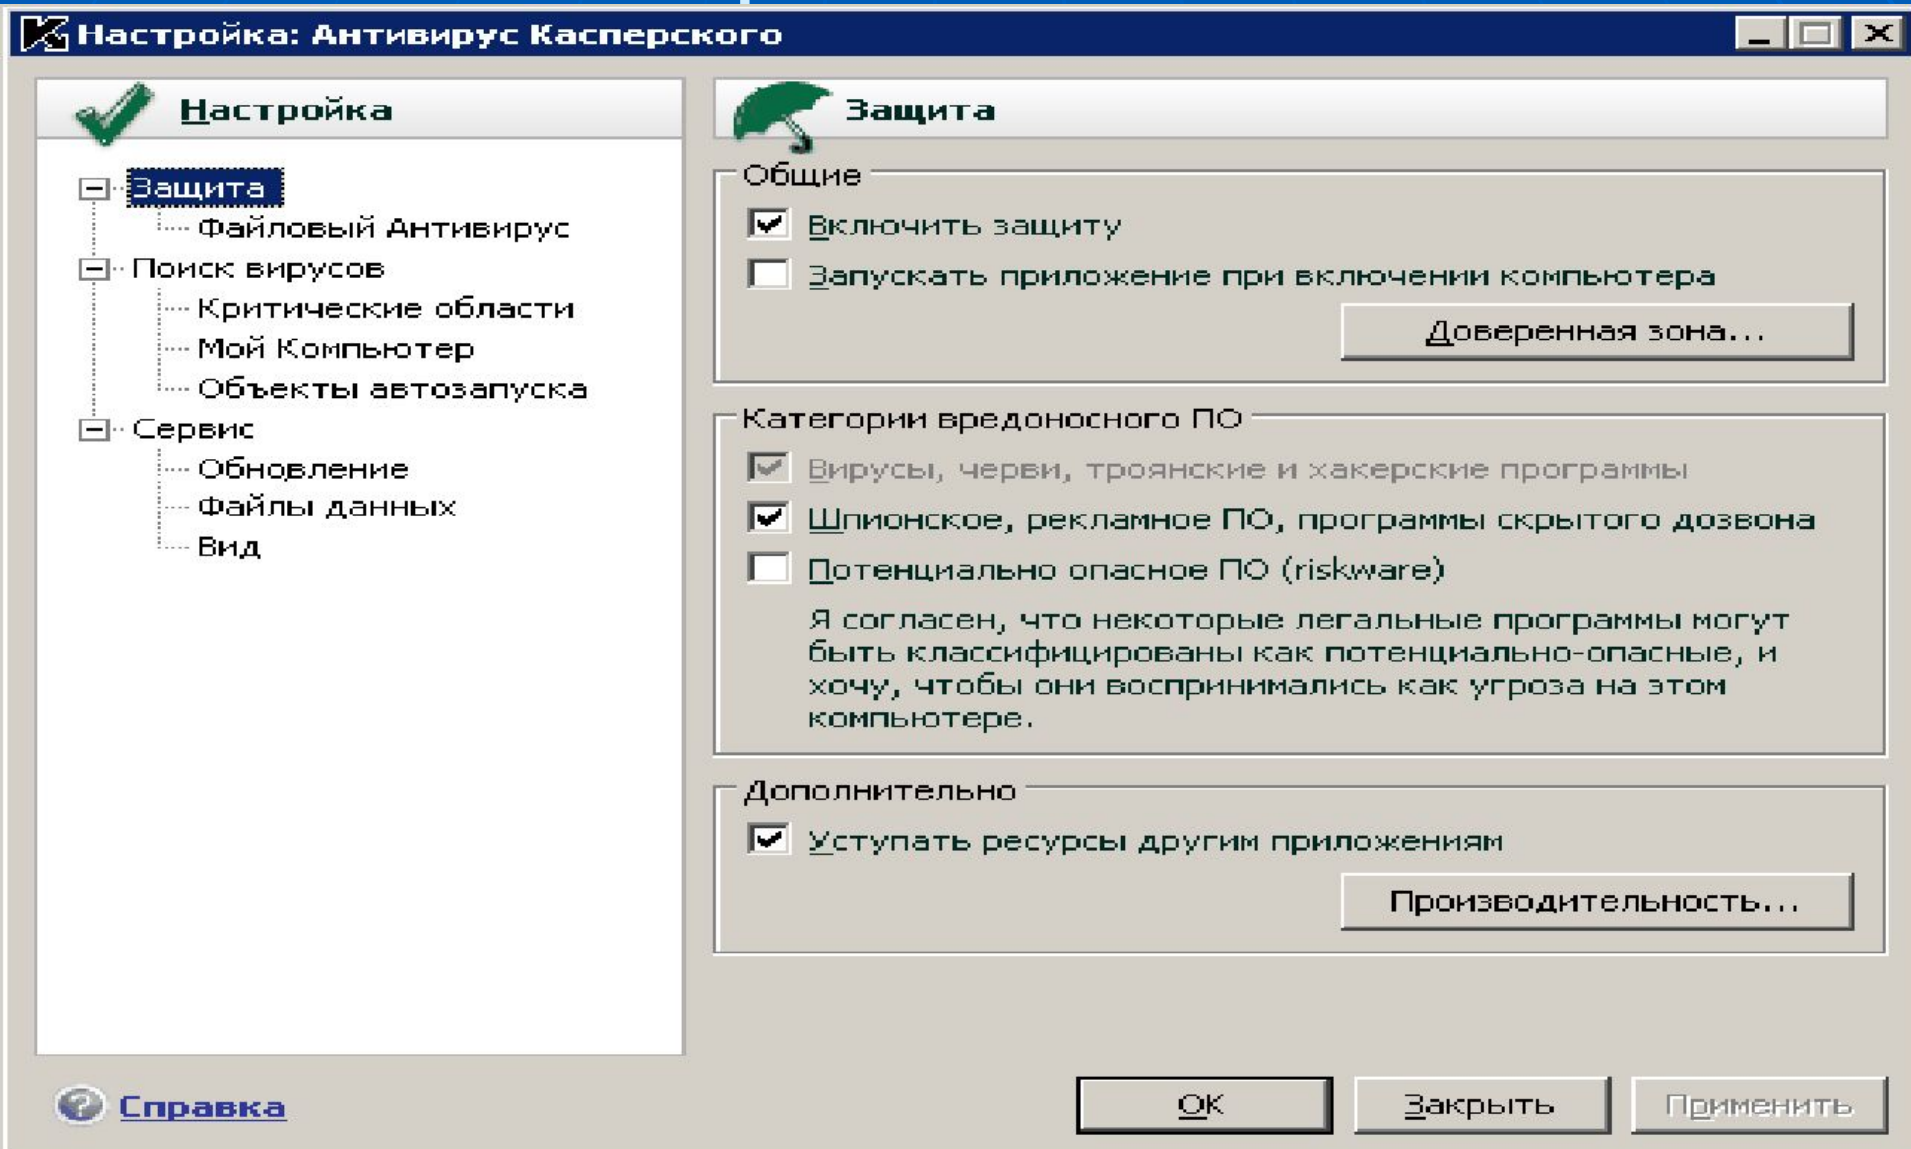 Настройка: Антивирус Касперского
Настройка
Защита
Файловый Антивирус
Поиск вирусов
Критические области
Мой Компьютер
Объекты автозапуска
Сервис
Обновление
Файлы данных
Вид
Защита
Общие
Включить защиту
Запускать приложение при включении компьютера
Доверенная зона...
Категории вредоносного ПО
Вирусы, черви, троянские и хакерские программы
Шпионское, рекламное ПО, программы скрытого дозвона
Потенциально опасное ПО (riskware)
Я согласен, что некоторые легальные программы могут
быть классифицированы как потенциально-опасные, и
хочу, чтобы они воспринимались как угроза на этом
компьютере.
Дополнительно
Уступать ресурсы другим приложениям
Производительность...
Справка
ОК
Закрыть
Применить